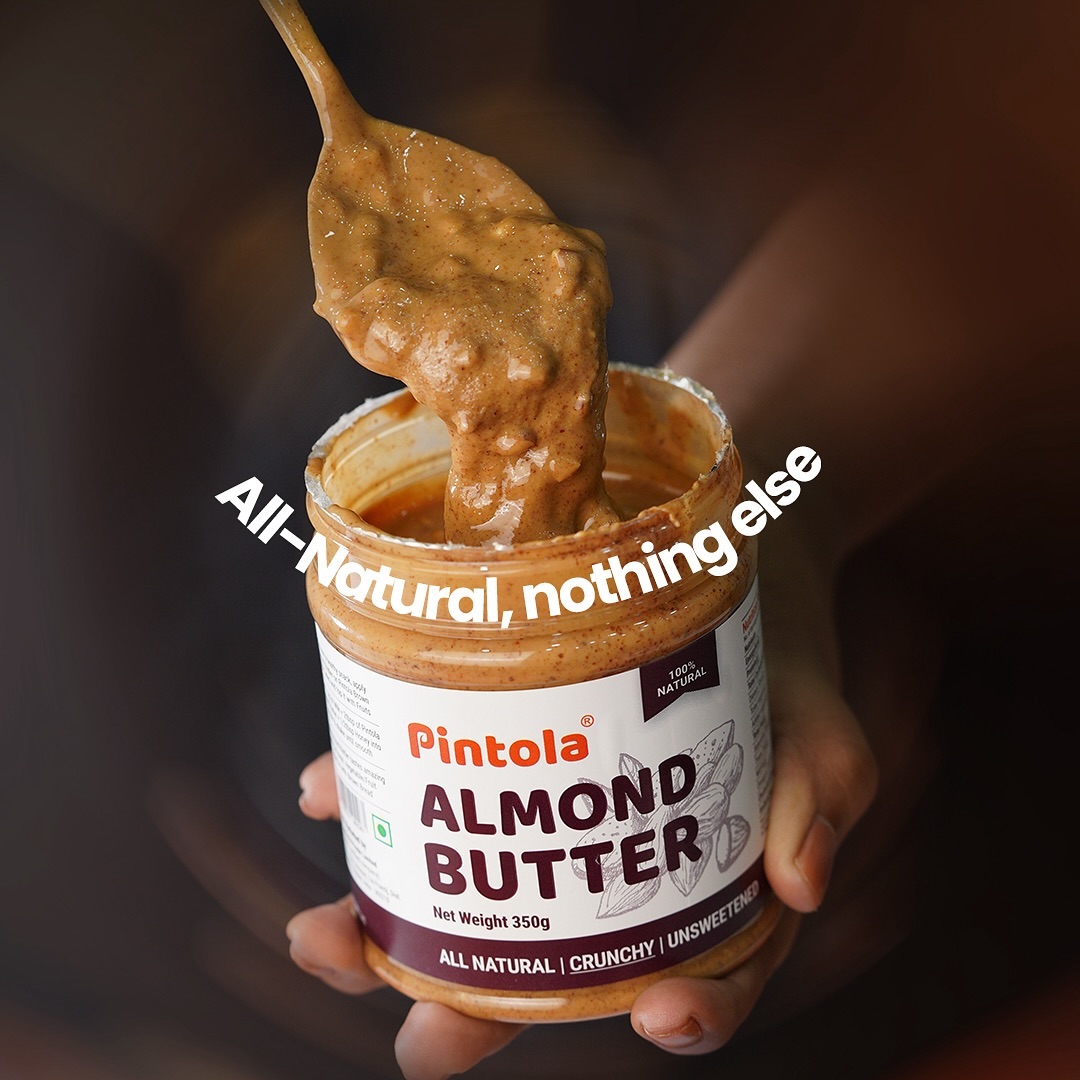 All-Natural, nothing else
100%
NATURAL
Pintola®
ALMOND
BUTTER
Net Weight 350g
ALL NATURAL | CRUNCHY | UNSWEETENED